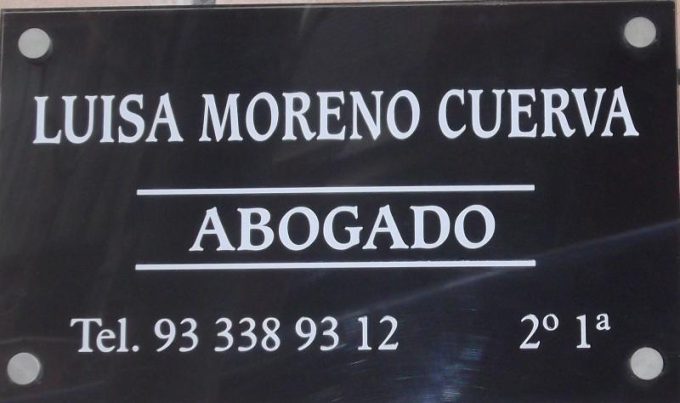 LUISA MORENO CUERVA
ABOGADO
Tel. 93 338 93 12 2º 1ª